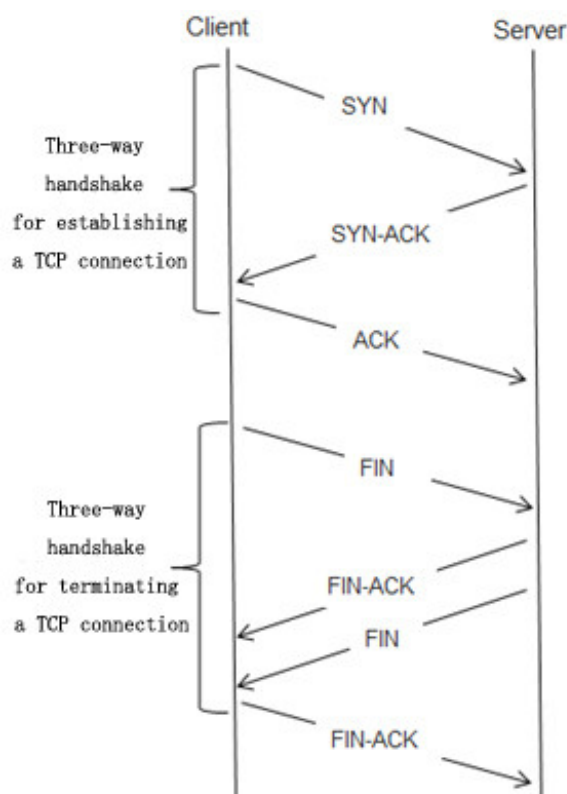 Client
Server
SYN
Three-way
handshake
for establishing
a TCP connection
SYN-ACK
ACK
FIN
Three-way
handshake
for terminating
a TCP connection
FIN-ACK
FIN
FIN-ACK